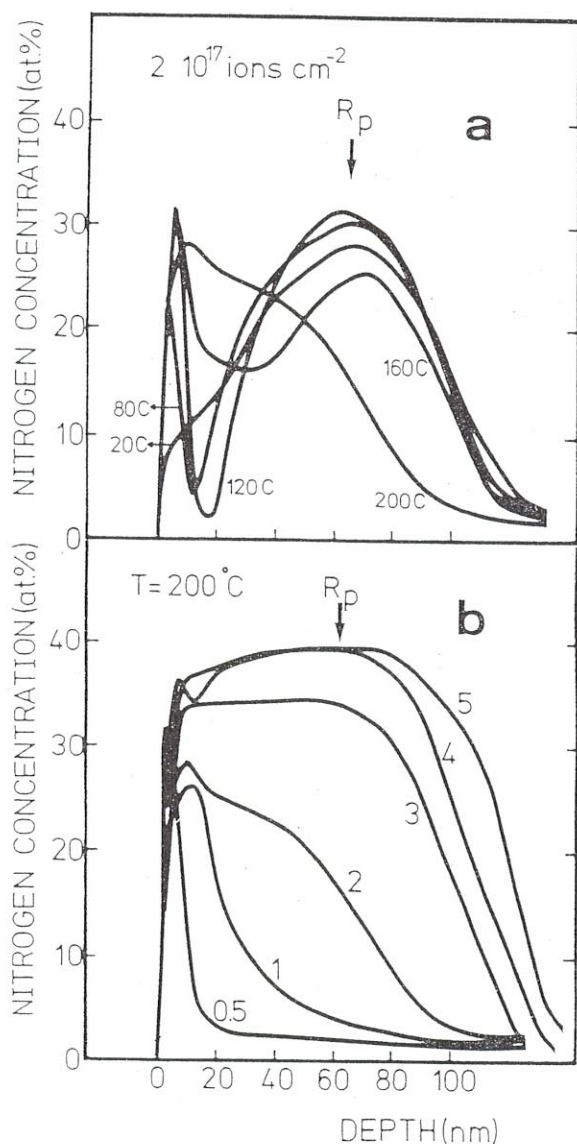 NITROGEN CONCENTRATION (at.%)
40
30
20
10
0
2 10¹⁷ ions cm⁻²
Rp
a
80C
20C
120C
160C
200C
NITROGEN CONCENTRATION (at.%)
40
30
20
10
0
T=200°C
Rp
b
5
4
3
2
1
0.5
0 20 40 60 80 100
DEPTH (nm)